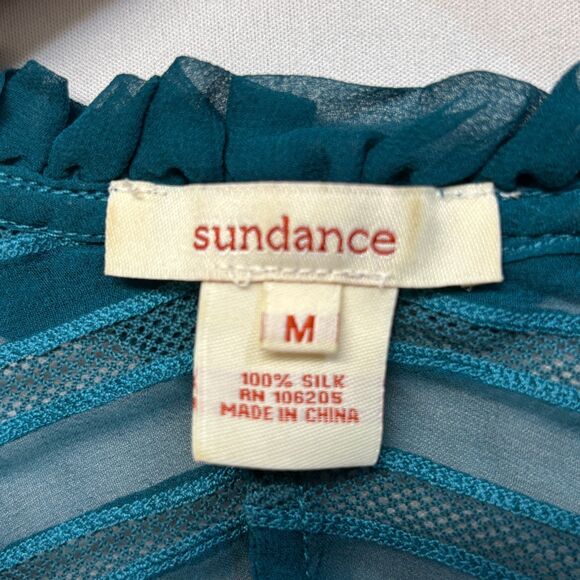 sundance
M
100% SILK
RN 106205
MADE IN CHINA